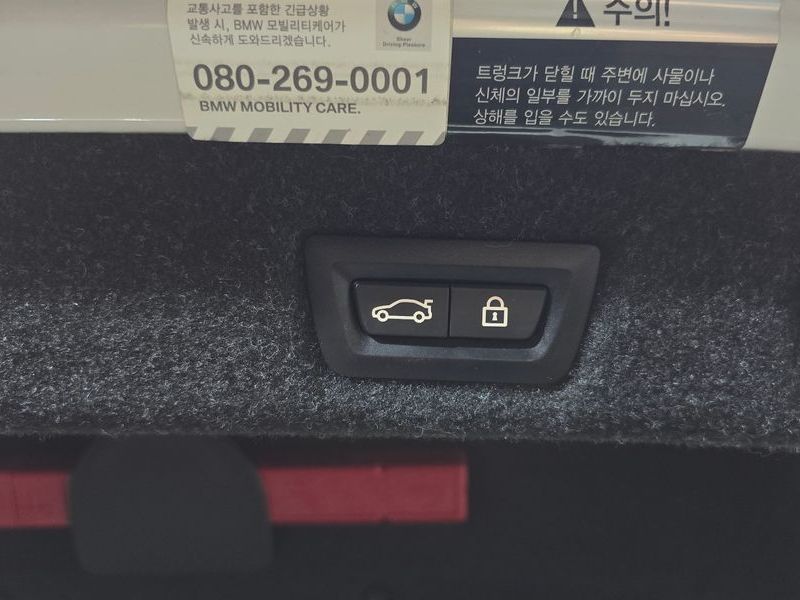 교통사고를 포함한 긴급상황
발생 시, BMW 모빌리티케어가
신속하게 도와드리겠습니다.
Sheer
Driving Pleasure
080-269-0001
BMW MOBILITY CARE.
주의!
트렁크가 닫힐 때 주변에 사물이나
신체의 일부를 가까이 두지 마십시오.
상해를 입을 수도 있습니다.